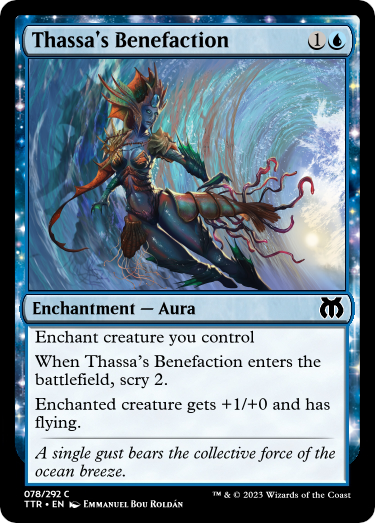 Thassa's Benefaction 1
Enchantment — Aura
Enchant creature you control
When Thassa's Benefaction enters the
battlefield, scry 2.
Enchanted creature gets +1/+0 and has
flying.
A single gust bears the collective force of the
ocean breeze.
078/292 C
TTR • EN Emmanuel Bou Roldán
™ & © 2023 Wizards of the Coast